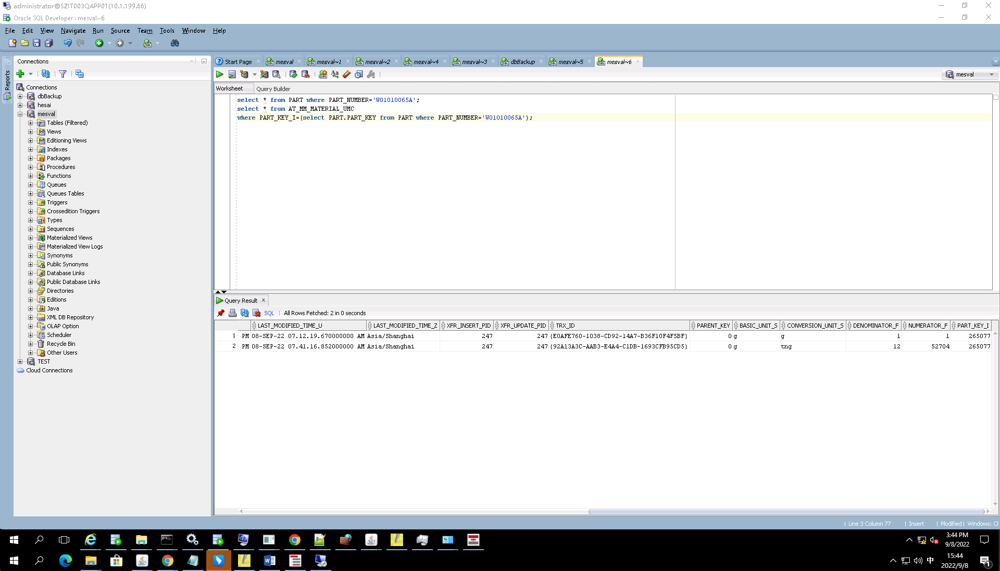 administrator@SZIT003QAPP01(10.1.199.66)
Oracle SQL Developer : mesval~6
File Edit View Navigate Run Source Team Tools Window Help
Connections
Reports
Start Page mesval mesval~1 mesval~2 mesval~4 mesval~3 dbBackup mesval~5 mesval~6
mesval
Worksheet Query Builder
Connections
dbBackup
hesai
mesval
Tables (Filtered)
Views
Editioning Views
Indexes
Packages
Procedures
Functions
Queues
Queues Tables
Triggers
Crossedition Triggers
Types
Sequences
Materialized Views
Materialized View Logs
Synonyms
Public Synonyms
Database Links
Public Database Links
Directories
Editions
Java
XML DB Repository
OLAP Option
Scheduler
Recycle Bin
Other Users
TEST
Cloud Connections
select * from PART where PART_NUMBER='W01010065A';
select * from AT_MM_MATERIAL_UMC
where PART_KEY_I=(select PART.PART_KEY from PART where PART_NUMBER='W01010065A');
Query Result
SQL All Rows Fetched: 2 in 0 seconds
LAST_MODIFIED_TIME_U LAST_MODIFIED_TIME_Z XFR_INSERT_PID XFR_UPDATE_PID TRX_ID PARENT_KEY BASIC_UNIT_S CONVERSION_UNIT_S DENOMINATOR_F NUMERATOR_F PART_KEY_I
1 PM 08-SEP-22 07.12.19.670000000 AM Asia/Shanghai 247 247 {E0AFE760-1038-CD92-14A7-B36F10F4F5BF} 0 g g 1 1 265077
2 PM 08-SEP-22 07.41.16.852000000 AM Asia/Shanghai 247 247 {92A13A3C-AAB3-E4A4-C1DB-1693CFB95CD5} 0 g tng 12 52704 265077
Line 3 Column 77 Insert Modified Windows: CF
3:44 PM
9/8/2022
中
15:44
2022/9/8
1